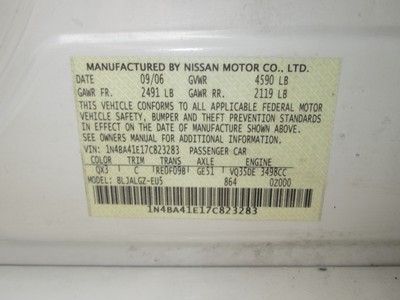 MANUFACTURED BY NISSAN MOTOR CO., LTD.
DATE 09/06 GVWR 4590 LB
GAWR FR 2491 LB GAWR RR 2119 LB
THIS VEHICLE CONFORMS TO ALL APPLICABLE FEDERAL MOTOR
VEHICLE SAFETY, BUMPER AND THEFT PREVENTION STANDARDS
IN EFFECT ON THE DATE OF MANUFACTURE SHOWN ABOVE.
SEE OWNERS MANUAL FOR ADDITIONAL INFORMATION
VIN: 1N4BA41E17C823283 PASSENGER CAR
COLOR TRIM TRANS AXLE ENGINE
QX3 C RE0F09B GE51 VQ35DE 3498CC
MODEL: BLJALGZ-EU5 864 02000
1N4BA41E17C823283